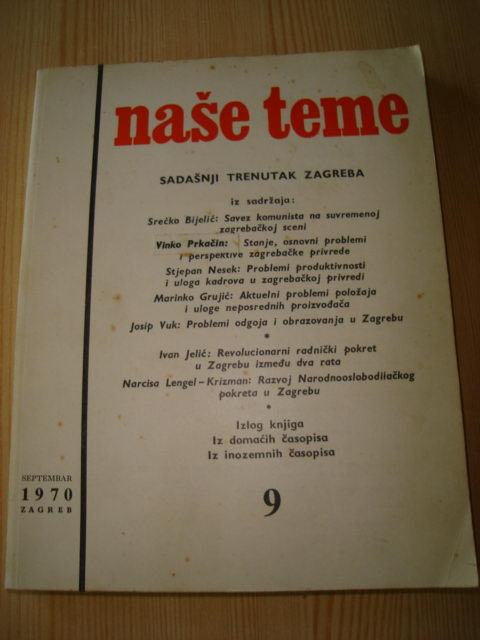 naše teme
SADAŠNJI TRENUTAK ZAGREBA
iz sadržaja:
Srećko Bijelić: Savez komunista na suvremenoj
zagrebačkoj sceni
Vinko Prkačin: Stanje, osnovni problemi
i perspektive zagrebačke privrede
Stjepan Nesek: Problemi produktivnosti
i uloga kadrova u zagrebačkoj privredi
Marinko Grujić: Aktuelni problemi položaja
i uloge neposrednih proizvođača
Josip Vuk: Problemi odgoja i obrazovanja u Zagrebu
Ivan Jelić: Revolucionarni radnički pokret
u Zagrebu između dva rata
Narcisa Lengel-Krizman: Razvoj Narodnooslobodilačkog
pokreta u Zagrebu
Izlog knjiga
Iz domaćih časopisa
Iz inozemnih časopisa
SEPTEMBAR
1970
ZAGREB
9